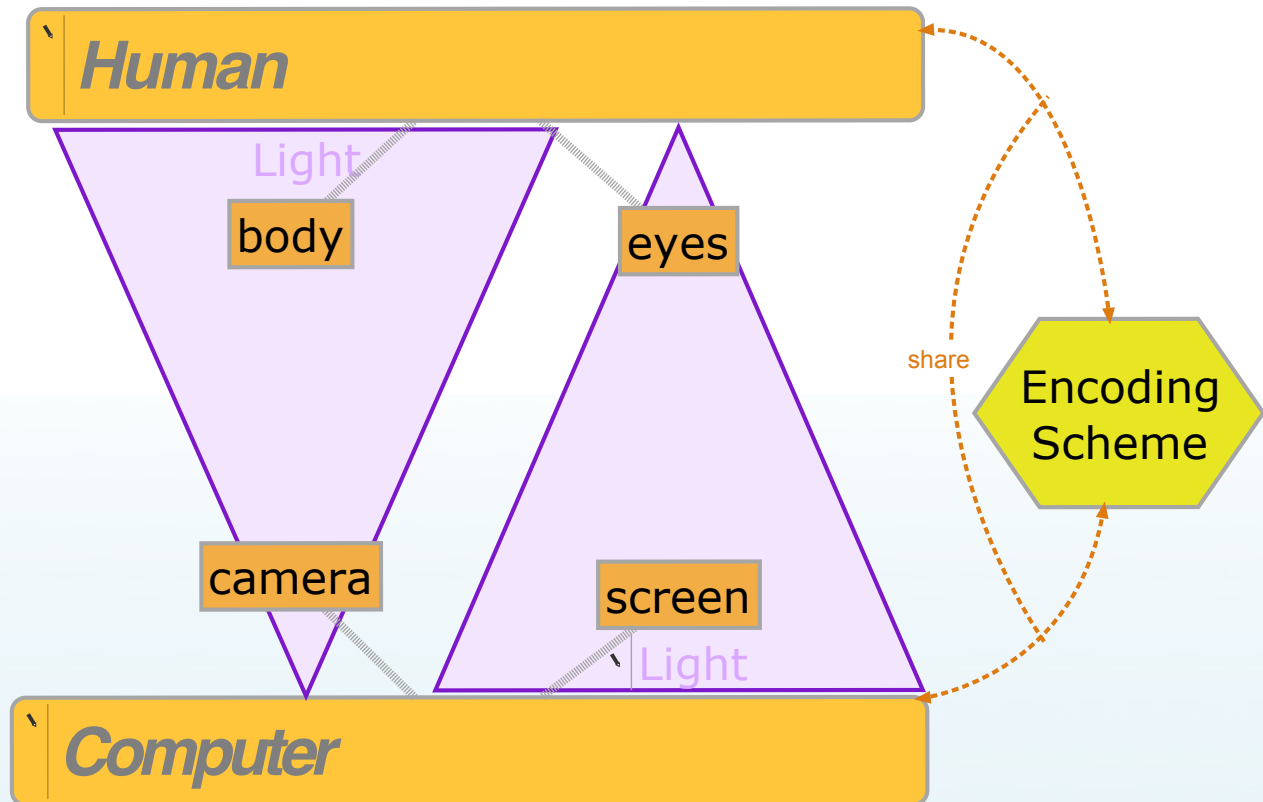 Human
Light
body
eyes
share
Encoding
Scheme
camera
screen
Light
Computer